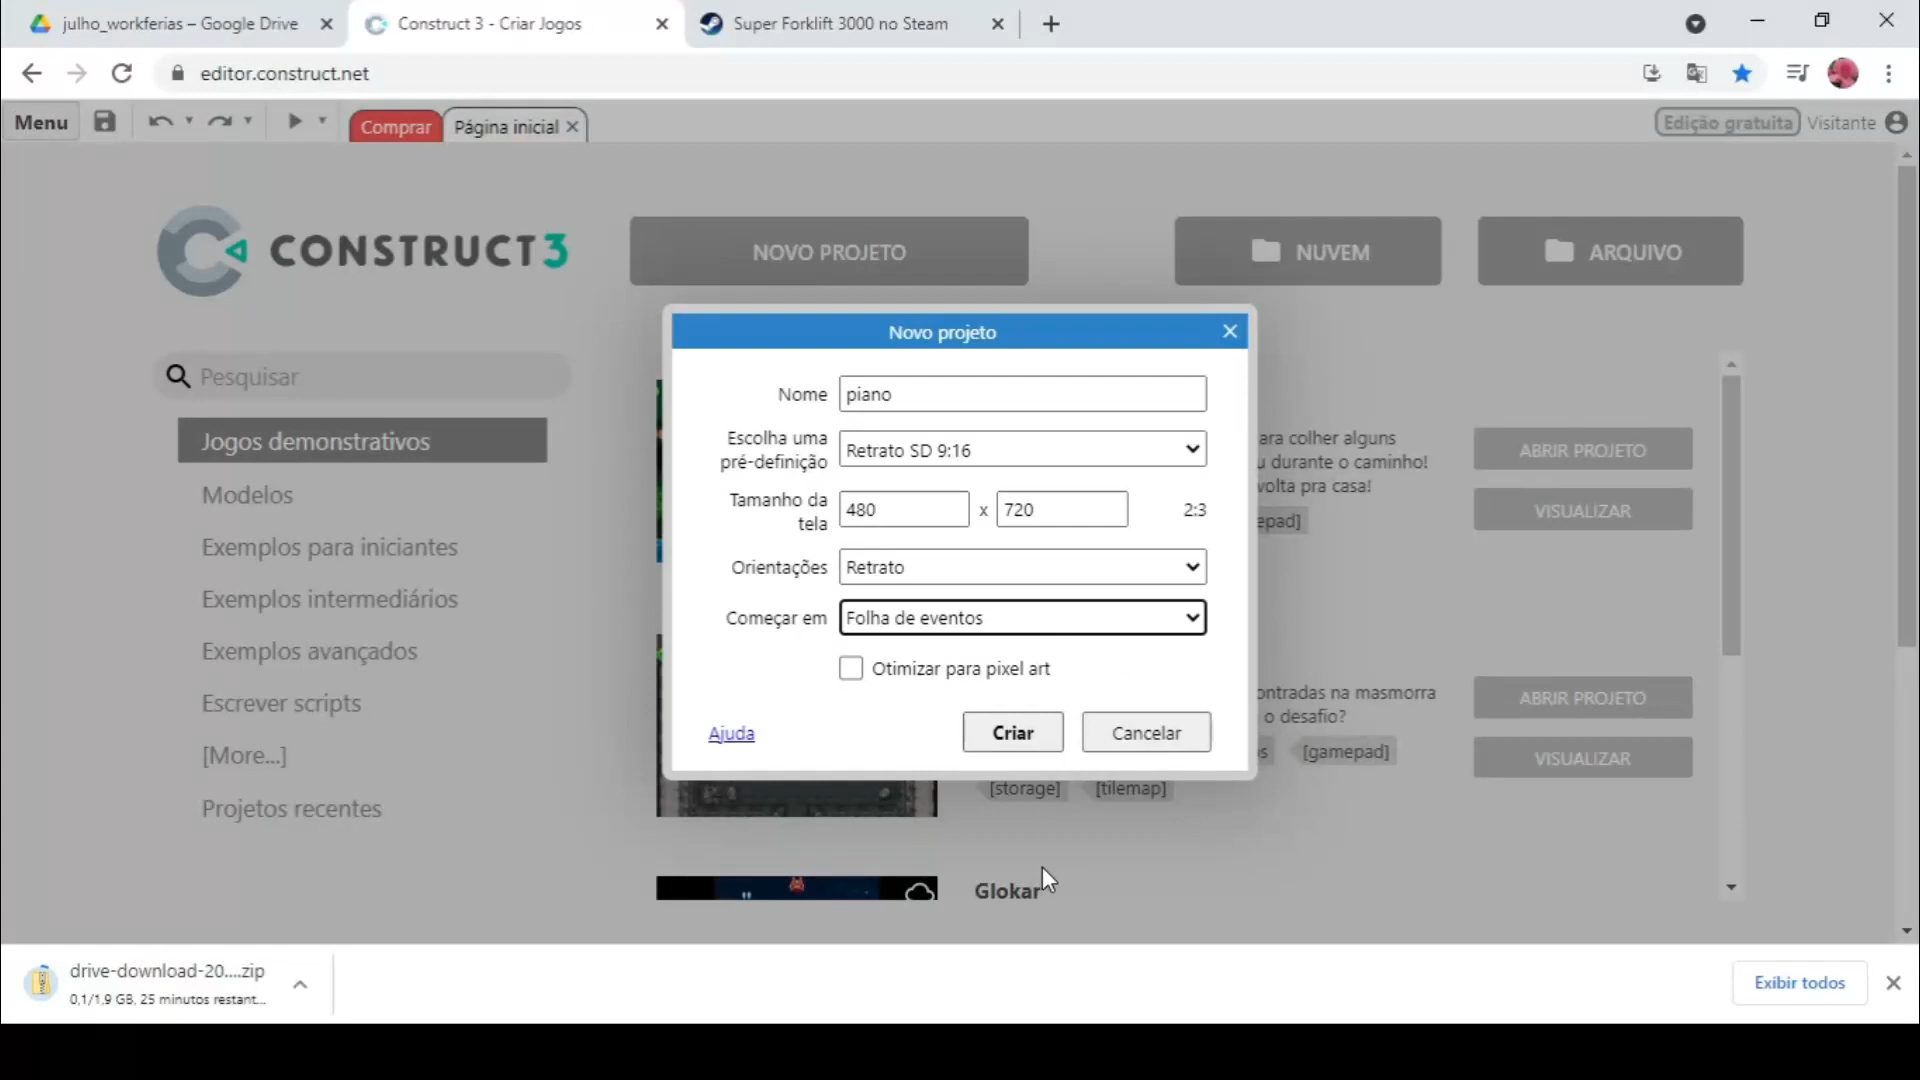 julho_workferias – Google Drive
Construct 3 - Criar Jogos
Super Forklift 3000 no Steam
editor.construct.net
Menu
Comprar
Página inicial
Edição gratuita
Visitante
CONSTRUCT 3
NOVO PROJETO
NUVEM
ARQUIVO
Pesquisar
Jogos demonstrativos
Modelos
Exemplos para iniciantes
Exemplos intermediários
Exemplos avançados
Escrever scripts
[More...]
Projetos recentes
Novo projeto
Nome
piano
Escolha uma
pré-definição
Retrato SD 9:16
Tamanho da
tela
480 x 720 2:3
Orientações
Retrato
Começar em
Folha de eventos
Otimizar para pixel art
Ajuda
Criar
Cancelar
ara colher alguns
u durante o caminho!
volta pra casa!
epad]
ABRIR PROJETO
VISUALIZAR
ontradas na masmorra
o desafio?
s [gamepad]
[storage] [tilemap]
ABRIR PROJETO
VISUALIZAR
Glokar
drive-download-20....zip
0,1/1,9 GB, 25 minutos restant...
Exibir todos